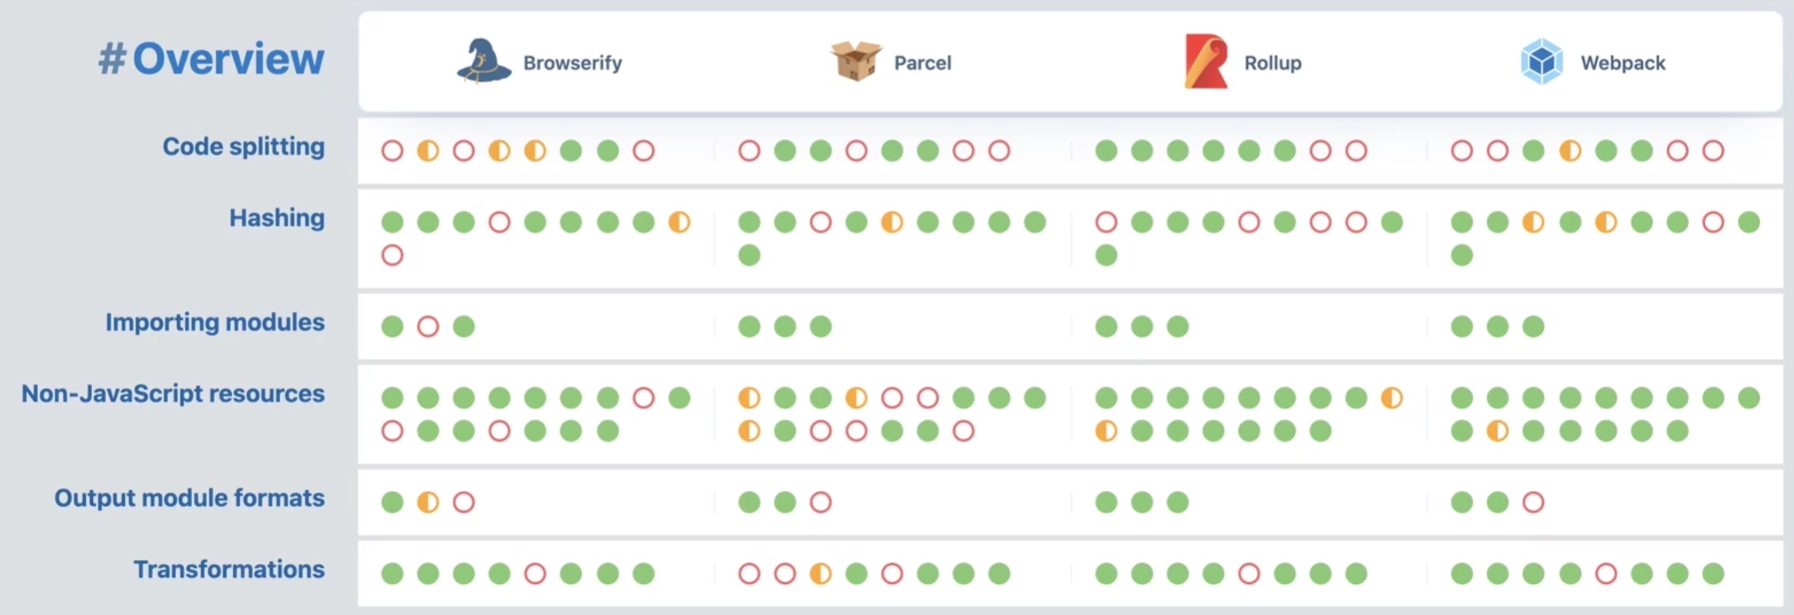 #Overview
Browserify
Parcel
Rollup
Webpack
Code splitting
Hashing
Importing modules
Non-JavaScript resources
Output module formats
Transformations